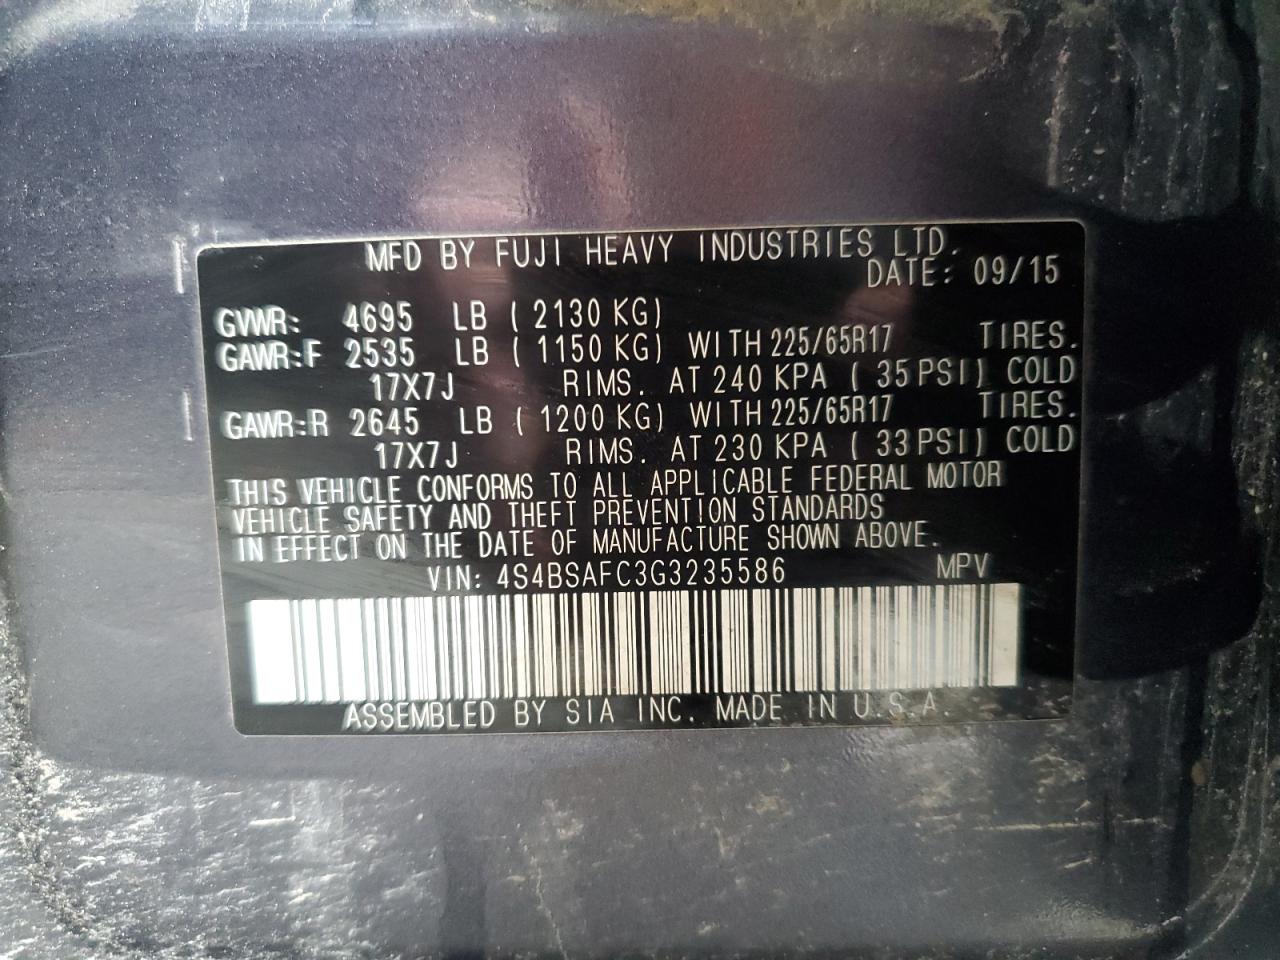 MFD BY FUJI HEAVY INDUSTRIES LTD.
DATE: 09/15
GVWR: 4695 LB ( 2130 KG)
GAWR:F 2535 LB ( 1150 KG) WITH 225/65R17 TIRES.
17X7J RIMS. AT 240 KPA ( 35 PSI) COLD
GAWR:R 2645 LB ( 1200 KG) WITH 225/65R17 TIRES.
17X7J RIMS. AT 230 KPA ( 33 PSI) COLD
THIS VEHICLE CONFORMS TO ALL APPLICABLE FEDERAL MOTOR
VEHICLE SAFETY AND THEFT PREVENTION STANDARDS
IN EFFECT ON THE DATE OF MANUFACTURE SHOWN ABOVE.
VIN: 4S4BSAFC3G3235586 MPV
ASSEMBLED BY SIA INC. MADE IN U.S.A.